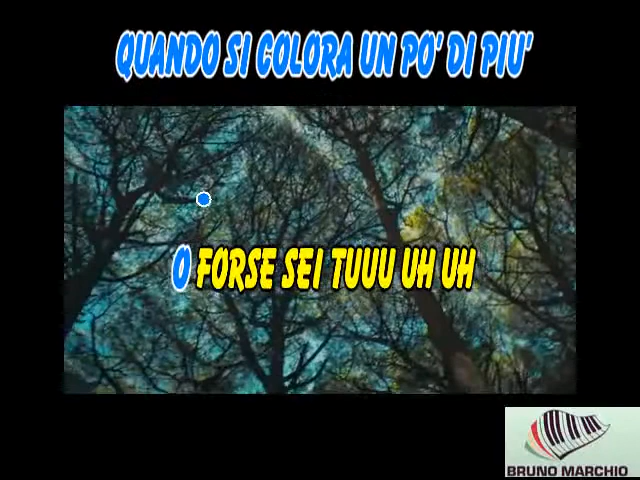 QUANDO SI COLORA UN PO' DI PIU'
O FORSE SEI TUUU UH UH
BRUNO MARCHIO